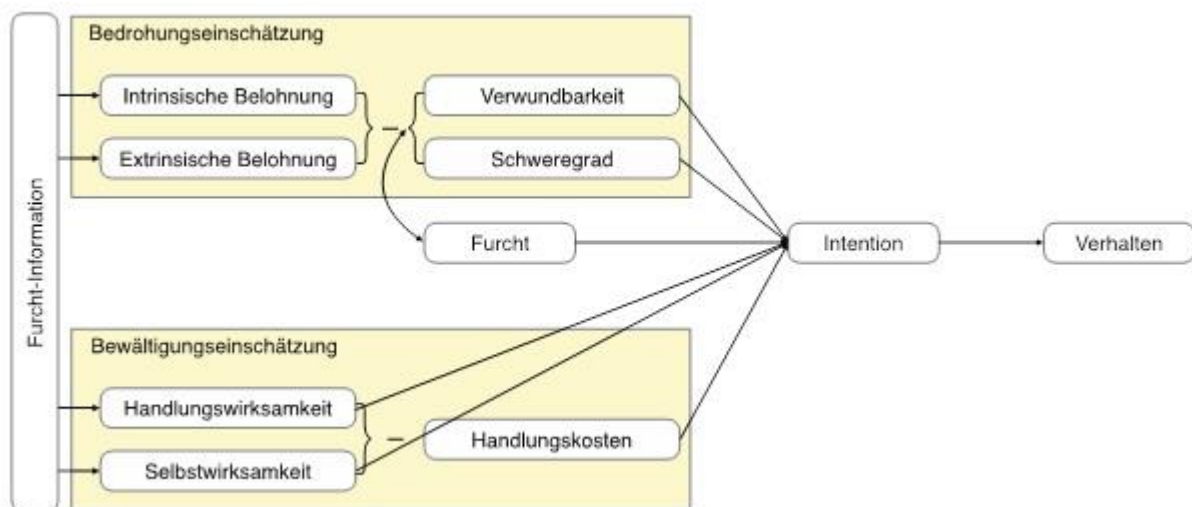 Furcht-Information
Bedrohungseinschätzung
Intrinsische Belohnung
Verwundbarkeit
Extrinsische Belohnung
Schweregrad
Furcht
Intention
Verhalten
Bewältigungseinschätzung
Handlungswirksamkeit
Handlungskosten
Selbstwirksamkeit